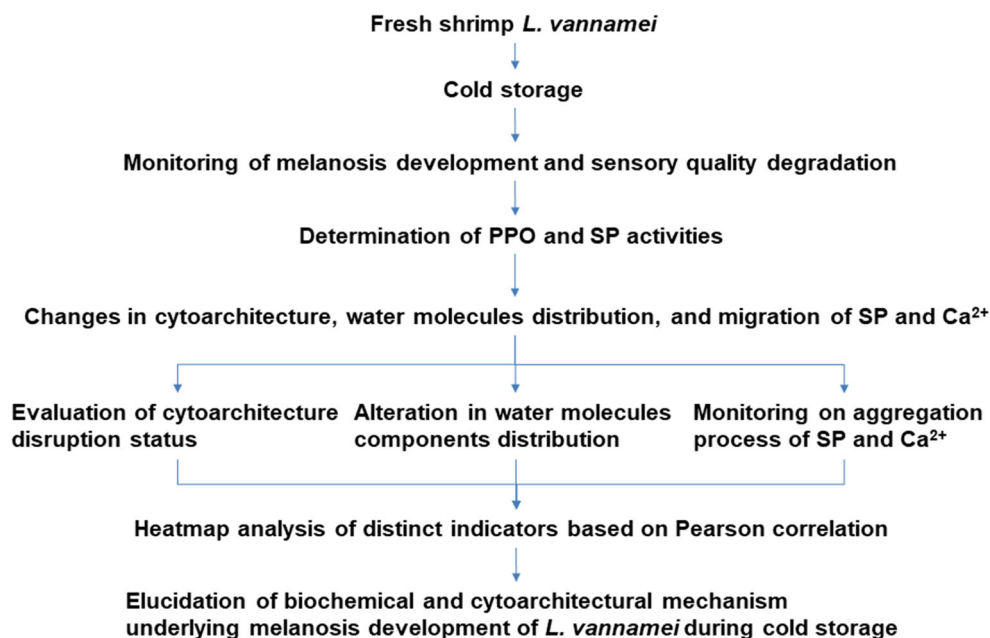 Fresh shrimp L. vannamei
Cold storage
Monitoring of melanosis development and sensory quality degradation
Determination of PPO and SP activities
Changes in cytoarchitecture, water molecules distribution, and migration of SP and Ca²⁺
Evaluation of cytoarchitecture
disruption status
Alteration in water molecules
components distribution
Monitoring on aggregation
process of SP and Ca²⁺
Heatmap analysis of distinct indicators based on Pearson correlation
Elucidation of biochemical and cytoarchitectural mechanism
underlying melanosis development of L. vannamei during cold storage